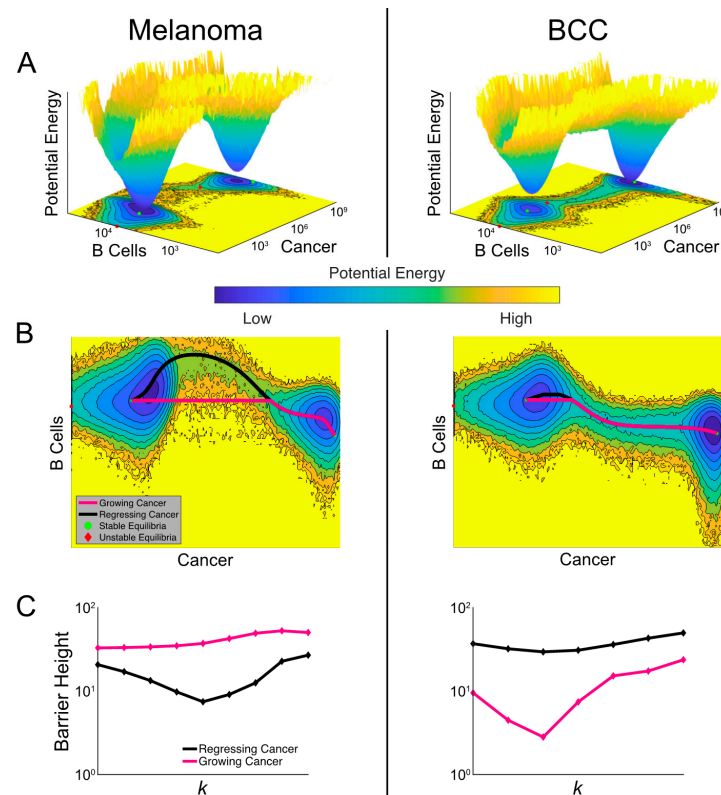 Melanoma
BCC
A
Potential Energy
B Cells
10⁴
10³
10³
10⁶
10⁹
Cancer
Potential Energy
B Cells
10⁴
10³
10³
10⁶
Cancer
Potential Energy
Low
High
B
B Cells
Growing Cancer
Regressing Cancer
Stable Equilibria
Unstable Equilibria
Cancer
B Cells
Cancer
C
Barrier Height
10²
10¹
10⁰
Regressing Cancer
Growing Cancer
k
10²
10¹
10⁰
k